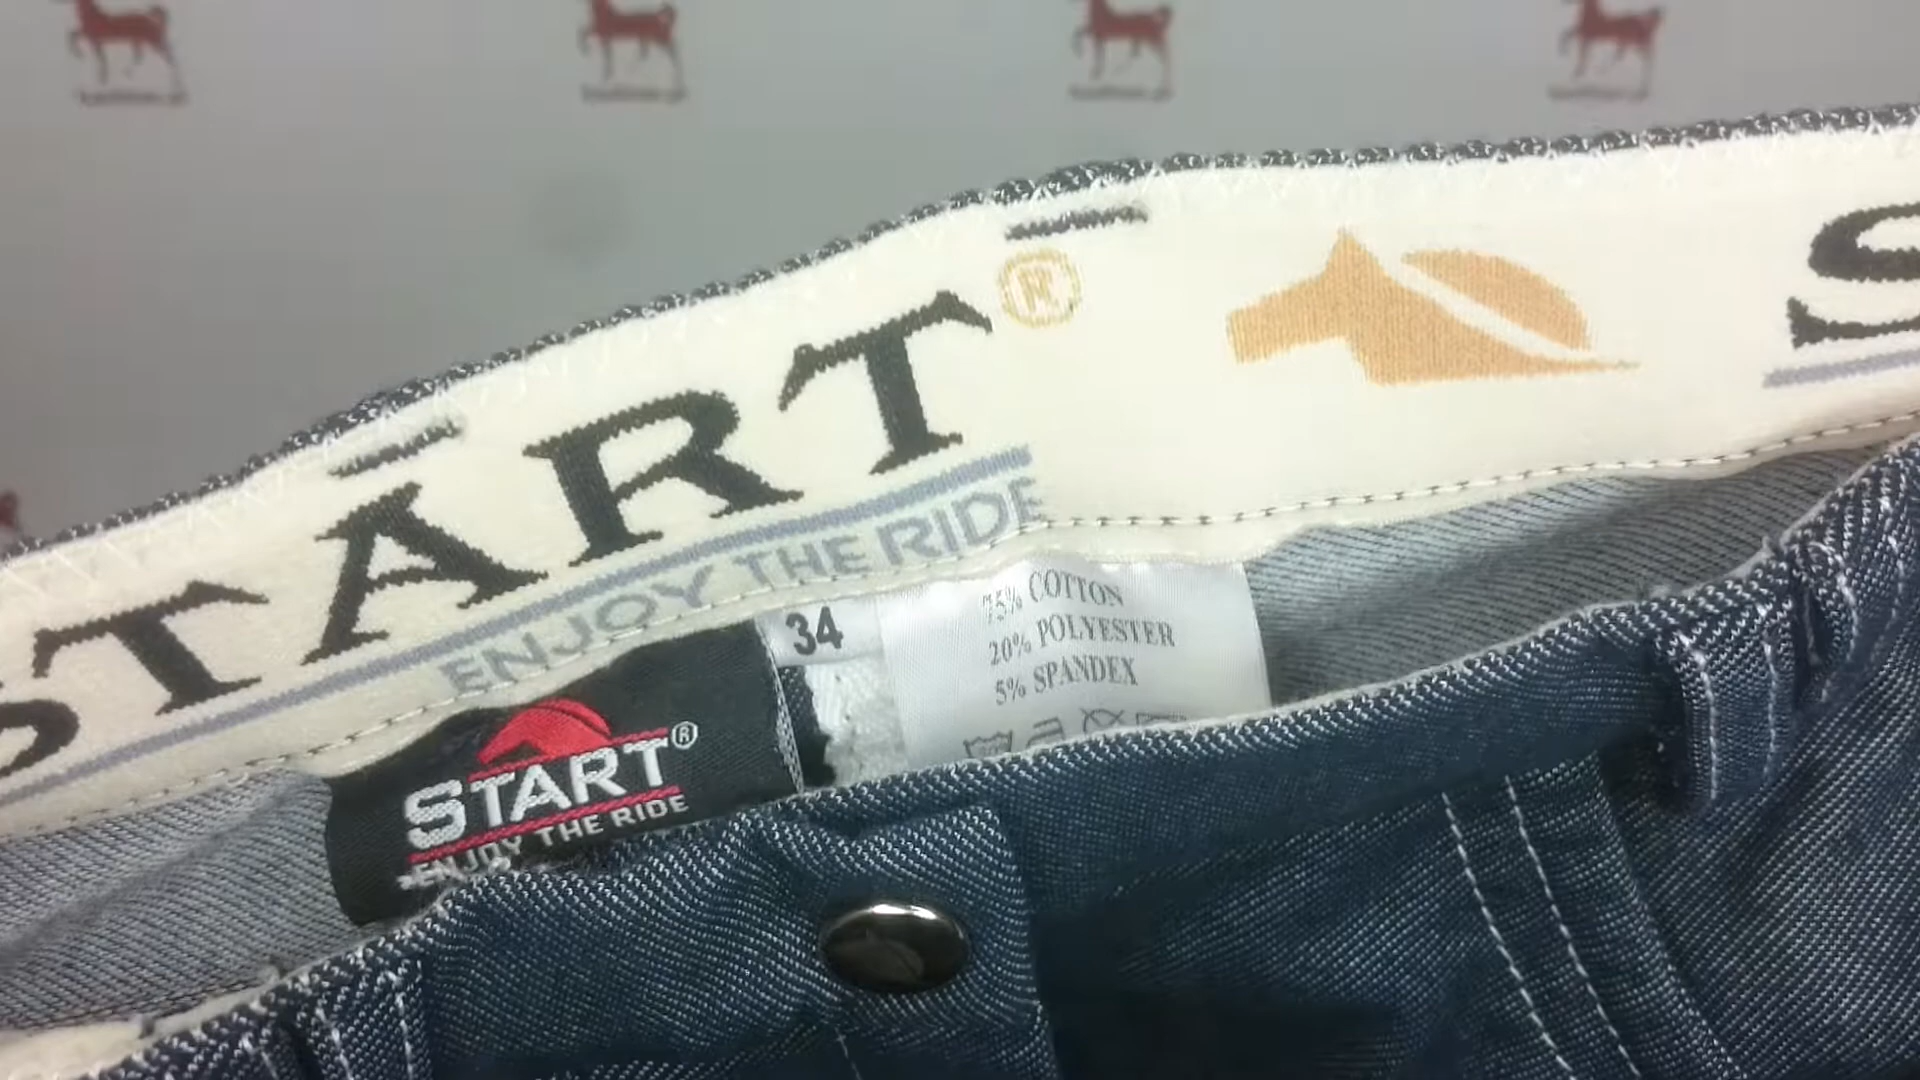 START®
ENJOY THE RIDE
S
34
75% COTTON
20% POLYESTER
5% SPANDEX
START®
ENJOY THE RIDE